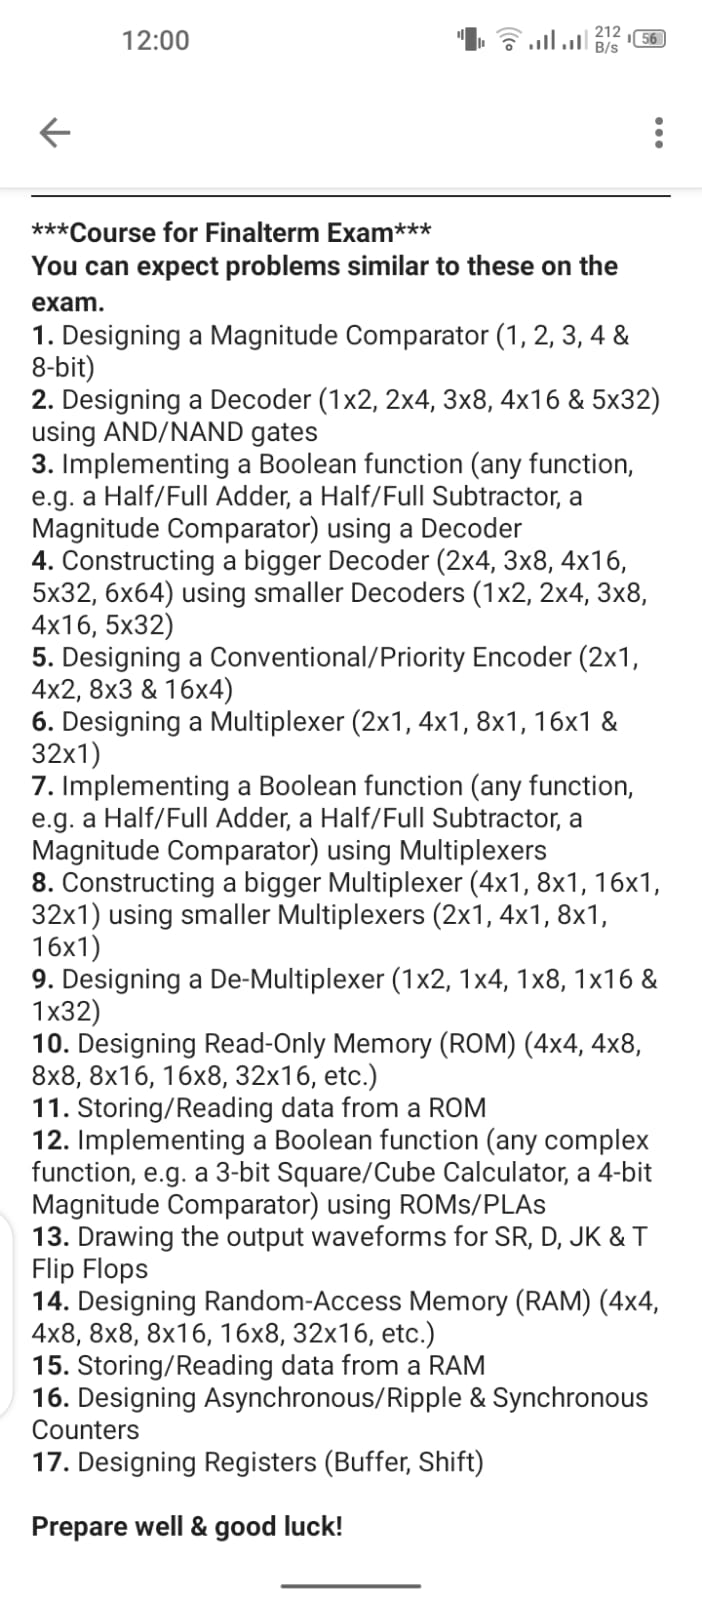 12:00
212
B/s
56
***Course for Finalterm Exam***
You can expect problems similar to these on the
exam.
1. Designing a Magnitude Comparator (1, 2, 3, 4 &
8-bit)
2. Designing a Decoder (1x2, 2x4, 3x8, 4x16 & 5x32)
using AND/NAND gates
3. Implementing a Boolean function (any function,
e.g. a Half/Full Adder, a Half/Full Subtractor, a
Magnitude Comparator) using a Decoder
4. Constructing a bigger Decoder (2x4, 3x8, 4x16,
5x32, 6x64) using smaller Decoders (1x2, 2x4, 3x8,
4x16, 5x32)
5. Designing a Conventional/Priority Encoder (2x1,
4x2, 8x3 & 16x4)
6. Designing a Multiplexer (2x1, 4x1, 8x1, 16x1 &
32x1)
7. Implementing a Boolean function (any function,
e.g. a Half/Full Adder, a Half/Full Subtractor, a
Magnitude Comparator) using Multiplexers
8. Constructing a bigger Multiplexer (4x1, 8x1, 16x1,
32x1) using smaller Multiplexers (2x1, 4x1, 8x1,
16x1)
9. Designing a De-Multiplexer (1x2, 1x4, 1x8, 1x16 &
1x32)
10. Designing Read-Only Memory (ROM) (4x4, 4x8,
8x8, 8x16, 16x8, 32x16, etc.)
11. Storing/Reading data from a ROM
12. Implementing a Boolean function (any complex
function, e.g. a 3-bit Square/Cube Calculator, a 4-bit
Magnitude Comparator) using ROMs/PLAs
13. Drawing the output waveforms for SR, D, JK & T
Flip Flops
14. Designing Random-Access Memory (RAM) (4x4,
4x8, 8x8, 8x16, 16x8, 32x16, etc.)
15. Storing/Reading data from a RAM
16. Designing Asynchronous/Ripple & Synchronous
Counters
17. Designing Registers (Buffer, Shift)
Prepare well & good luck!